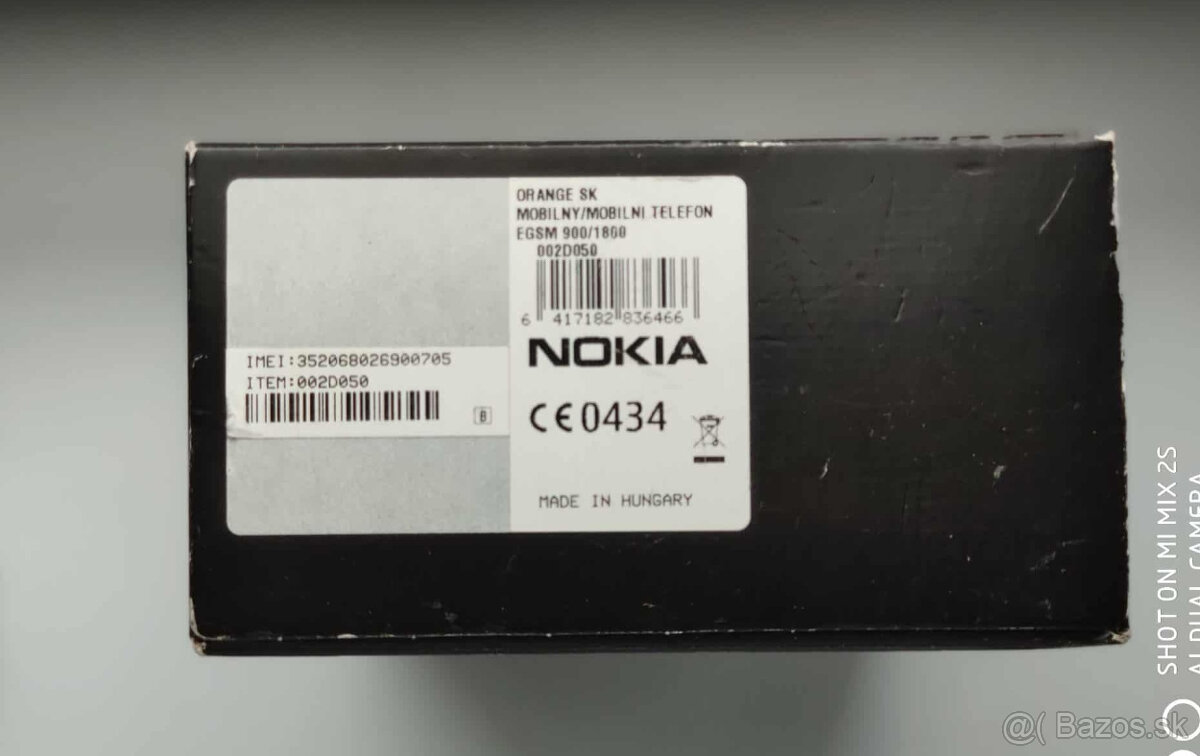 ORANGE SK
MOBILNY/MOBILNI TELEFON
EGSM 900/1800
002D050
6 417182 836466
NOKIA
CE0434
MADE IN HUNGARY
IMEI:352068026900705
ITEM:002D050
B
SHOT ON MI MIX 2S
AI DUAL CAMERA
@( Bazos.sk